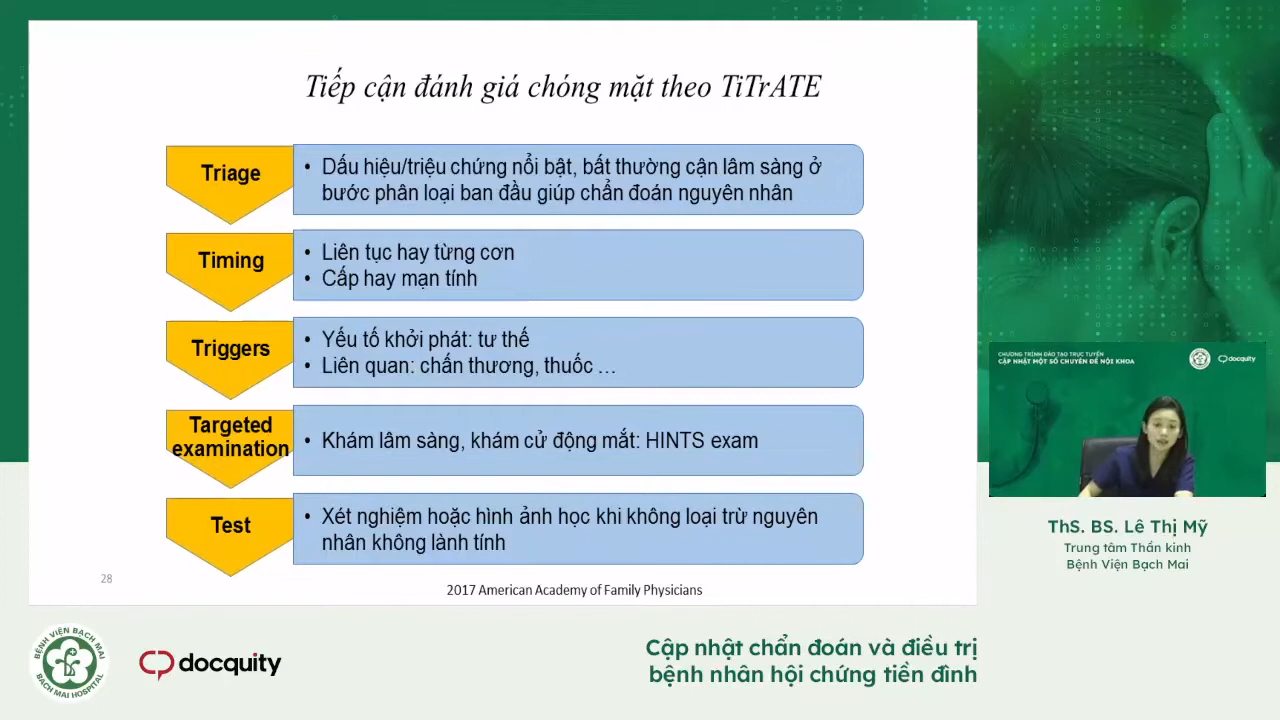 Tiếp cận đánh giá chóng mặt theo TiTrATE
Triage
• Dấu hiệu/triệu chứng nổi bật, bất thường cận lâm sàng ở
bước phân loại ban đầu giúp chẩn đoán nguyên nhân
Timing
• Liên tục hay từng cơn
• Cấp hay mạn tính
Triggers
• Yếu tố khởi phát: tư thế
• Liên quan: chấn thương, thuốc …
Targeted
examination
• Khám lâm sàng, khám cử động mắt: HINTS exam
Test
• Xét nghiệm hoặc hình ảnh học khi không loại trừ nguyên
nhân không lành tính
28
2017 American Academy of Family Physicians
CHƯƠNG TRÌNH ĐÀO TẠO TRỰC TUYẾN
CẬP NHẬT MỘT SỐ CHUYÊN ĐỀ NỘI KHOA
docquity
ThS. BS. Lê Thị Mỹ
Trung tâm Thần kinh
Bệnh Viện Bạch Mai
BỆNH VIỆN BẠCH MAI
BACH MAI HOSPITAL
docquity
Cập nhật chẩn đoán và điều trị
bệnh nhân hội chứng tiền đình